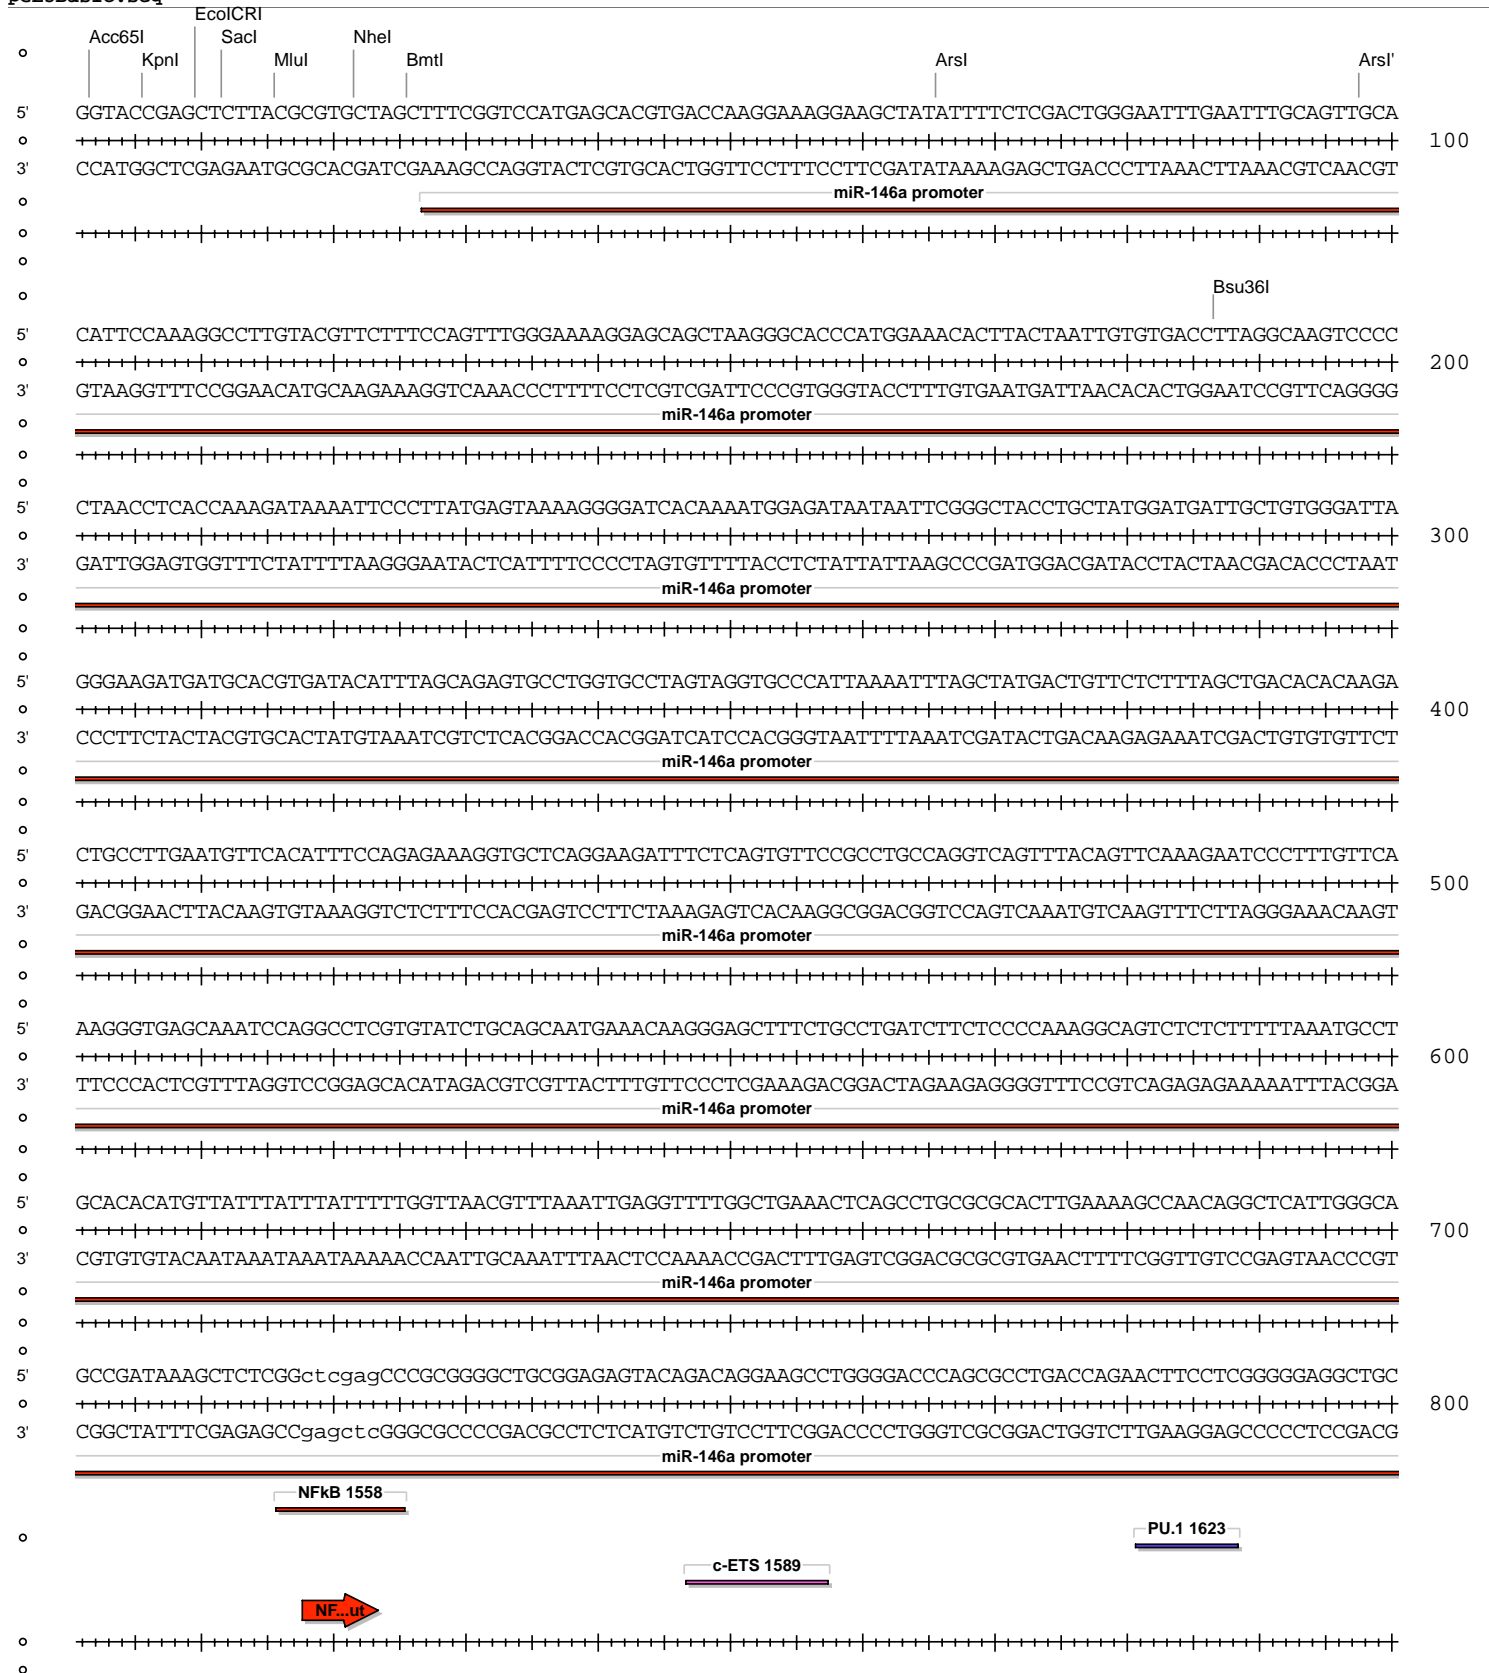 EcoICRI
Acc65I SacI NheI
KpnI MluI BmtI ArsI ArsI'
5' GGTACCGAGCTCTTACGCGTGCTAGCTTTCGGTCCATGAGCACGTGACCAAGGAAAGGAAGCTATATTTTCTCGACTGGGAATTTGAATTTGCAGTTGCA
100
3' CCATGGCTCGAGAATGCGCACGATCGAAAGCCAGGTACTCGTGCACTGGTTCCTTTCCTTCGATATAAAAGAGCTGACCCTTAAACTTAAACGTCAACGT
miR-146a promoter
Bsu36I
5' CATTCCAAAGGCCTTGTACGTTCTTTCCAGTTTGGGAAAAGGAGCAGCTAAGGGCACCCATGGAAACACTTACTAATTGTGTGACCTTAGGCAAGTCCCC
200
3' GTAAGGTTTCCGGAACATGCAAGAAAGGTCAAACCCTTTTCCTCGTCGATTCCCGTGGGTACCTTTGTGAATGATTAACACACTGGAATCCGTTCAGGGG
miR-146a promoter
5' CTAACCTCACCAAAGATAAAATTCCCTTATGAGTAAAAGGGGATCACAAAATGGAGATAATAATTCGGGCTACCTGCTATGGATGATTGCTGTGGGATTA
300
3' GATTGGAGTGGTTTCTATTTTAAGGGAATACTCATTTTCCCCTAGTGTTTTACCTCTATTATTAAGCCCGATGGACGATACCTACTAACGACACCCTAAT
miR-146a promoter
5' GGGAAGATGATGCACGTGATACATTTAGCAGAGTGCCTGGTGCCTAGTAGGTGCCCATTAAAATTTAGCTATGACTGTTCTCTTTAGCTGACACACAAGA
400
3' CCCTTCTACTACGTGCACTATGTAAATCGTCTCACGGACCACGGATCATCCACGGGTAATTTTAAATCGATACTGACAAGAGAAATCGACTGTGTGTTCT
miR-146a promoter
5' CTGCCTTGAATGTTCACATTTCCAGAGAAAGGTGCTCAGGAAGATTTCTCAGTGTTCCGCCTGCCAGGTCAGTTTACAGTTCAAAGAATCCCTTTGTTCA
500
3' GACGGAACTTACAAGTGTAAAGGTCTCTTTCCACGAGTCCTTCTAAAGAGTCACAAGGCGGACGGTCCAGTCAAATGTCAAGTTTCTTAGGGAAACAAGT
miR-146a promoter
5' AAGGGTGAGCAAATCCAGGCCTCGTGTATCTGCAGCAATGAAACAAGGGAGCTTTCTGCCTGATCTTCTCCCCAAAGGCAGTCTCTCTTTTTAAATGCCT
600
3' TTCCCACTCGTTTAGGTCCGGAGCACATAGACGTCGTTACTTTGTTCCCTCGAAAGACGGACTAGAAGAGGGGTTTCCGTCAGAGAGAAAAATTTACGGA
miR-146a promoter
5' GCACACATGTTATTTATTTATTTTTGGTTAACGTTTAAATTGAGGTTTTGGCTGAAACTCAGCCTGCGCGCACTTGAAAAGCCAACAGGCTCATTGGGCA
700
3' CGTGTGTACAATAAATAAATAAAAACCAATTGCAAATTTAACTCCAAAACCGACTTTGAGTCGGACGCGCGTGAACTTTTCGGTTGTCCGAGTAACCCGT
miR-146a promoter
5' GCCGATAAAGCTCTCGGctcgagCCCGCGGGGCTGCGGAGAGTACAGACAGGAAGCCTGGGGACCCAGCGCCTGACCAGAACTTCCTCGGGGGAGGCTGC
800
3' CGGCTATTTCGAGAGCCgagctcGGGCGCCCCGACGCCTCTCATGTCTGTCCTTCGGACCCCTGGGTCGCGGACTGGTCTTGAAGGAGCCCCCTCCGACG
miR-146a promoter
NFkB 1558
PU.1 1623
c-ETS 1589
NF...ut